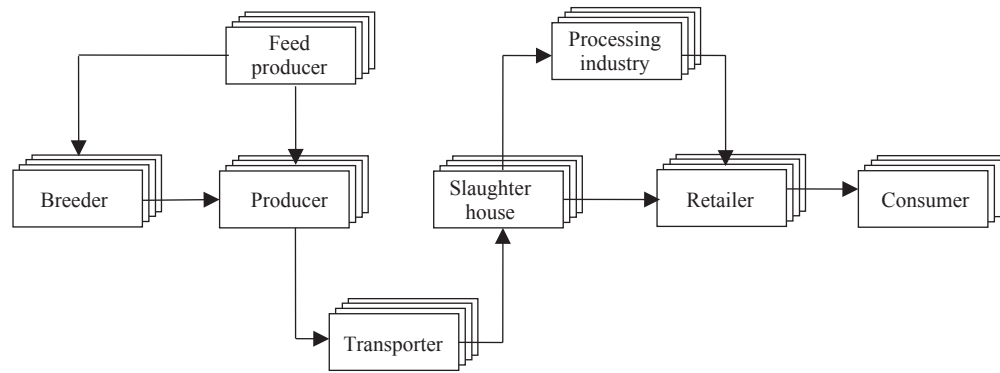 Feed
producer
Processing
industry
Breeder
Producer
Slaughter
house
Retailer
Consumer
Transporter